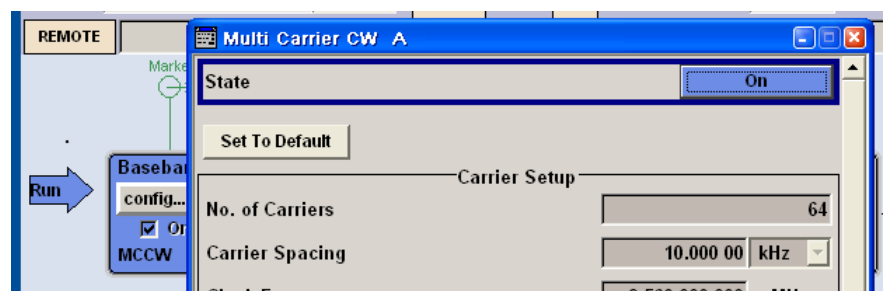 REMOTE
Multi Carrier CW A
State On
Set To Default
Run
config...
MCCW
Carrier Setup
No. of Carriers 64
Carrier Spacing 10.000 00 kHz